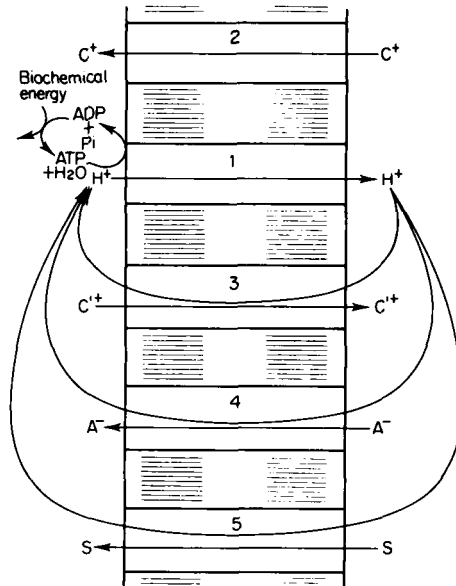 2
C⁺ C⁺
Biochemical
energy
ADP
+
Pi
1
ATP
+H₂O H⁺ H⁺
3
C'⁺ C'⁺
4
A⁻ A⁻
5
S S